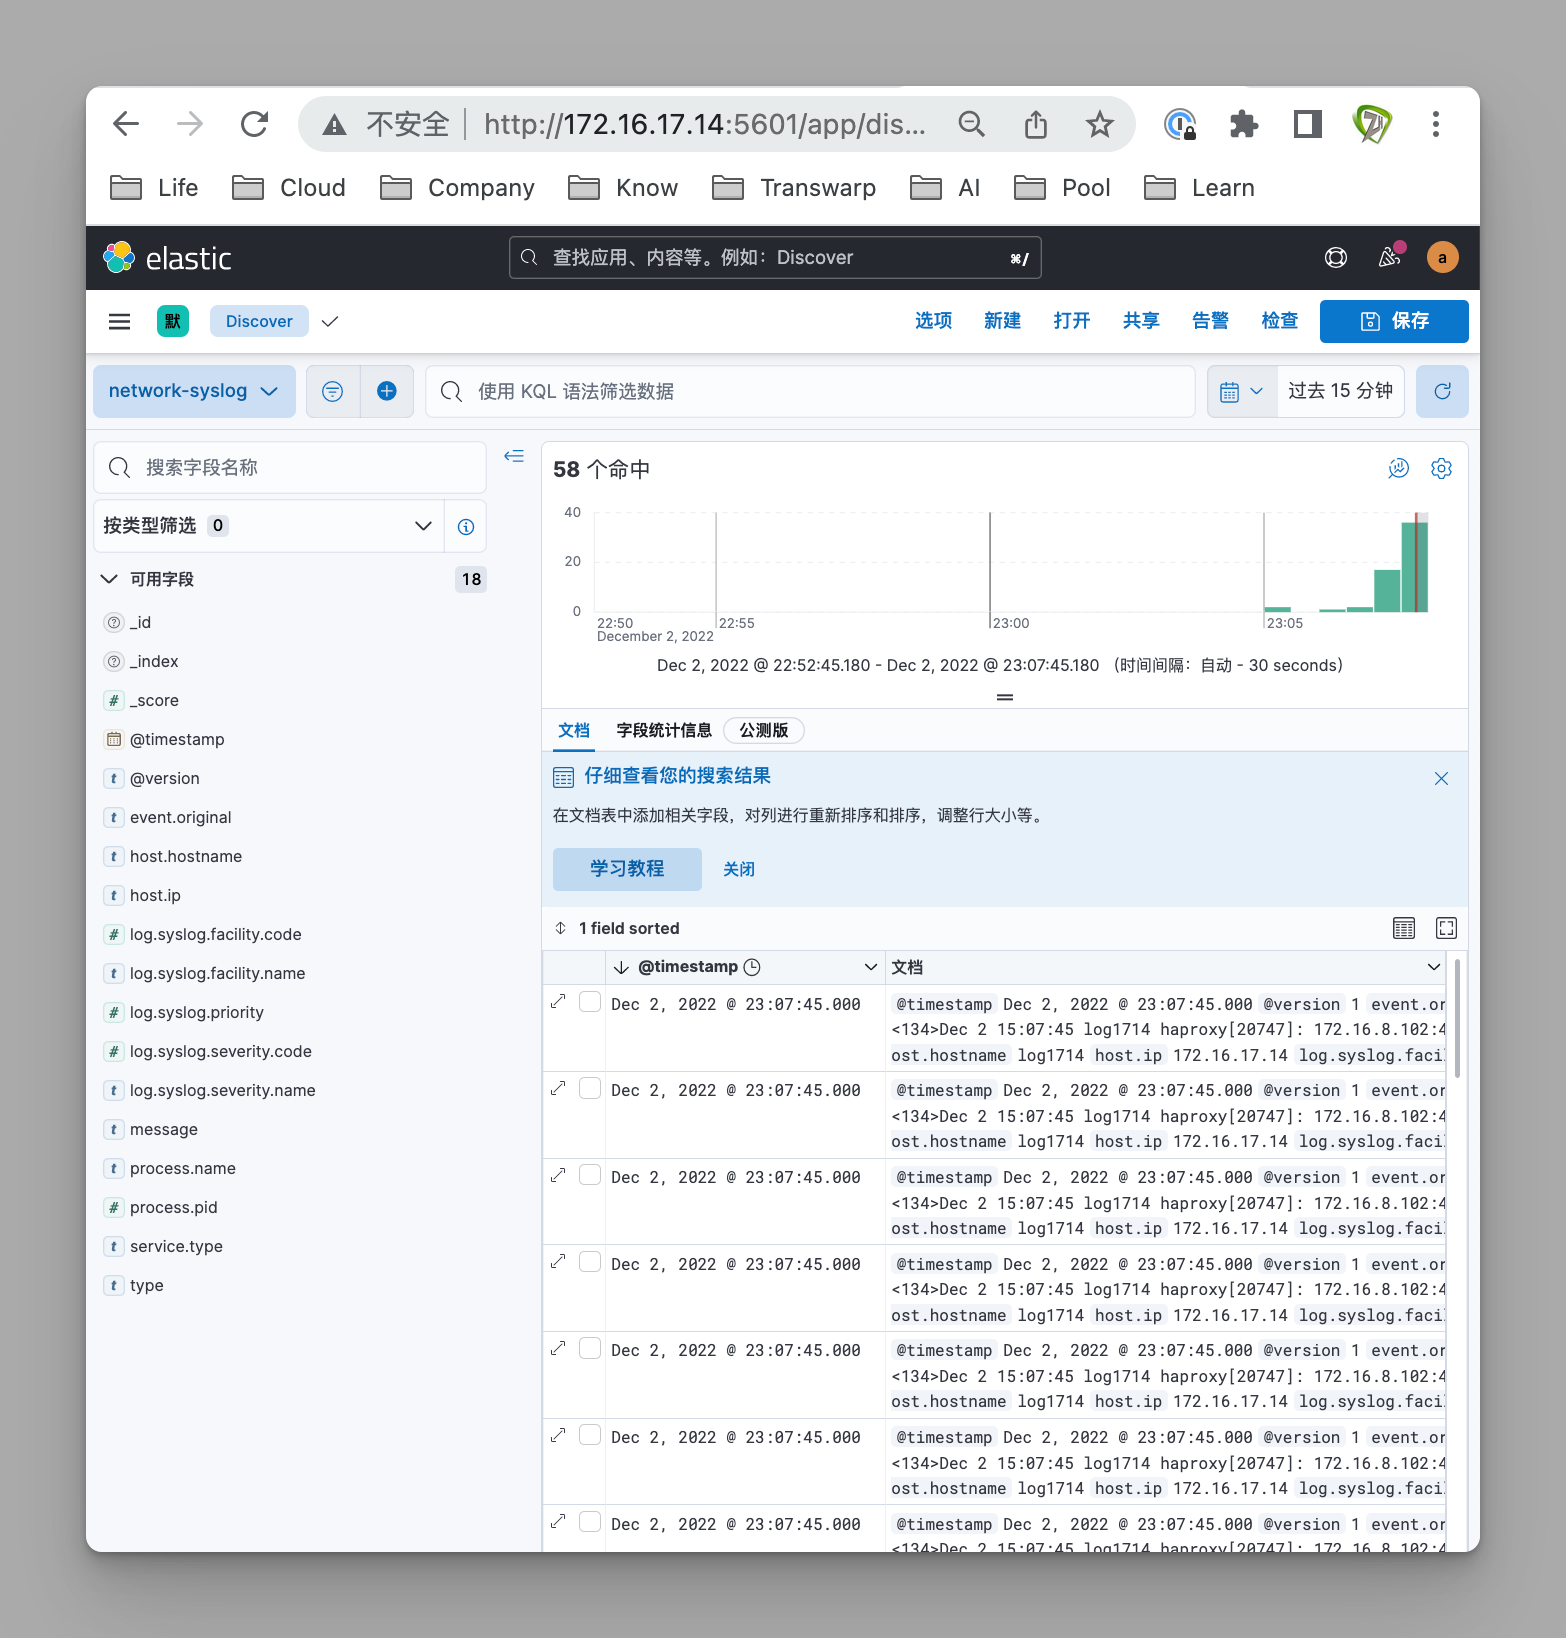 不安全 http://172.16.17.14:5601/app/dis...
Life Cloud Company Know Transwarp AI Pool Learn
elastic 查找应用、内容等。例如：Discover ⌘/ a
默 Discover 选项 新建 打开 共享 告警 检查 保存
network-syslog 使用 KQL 语法筛选数据 过去 15 分钟
搜索字段名称
按类型筛选 0
可用字段 18
_id
_index
_score
@timestamp
@version
event.original
host.hostname
host.ip
log.syslog.facility.code
log.syslog.facility.name
log.syslog.priority
log.syslog.severity.code
log.syslog.severity.name
message
process.name
process.pid
service.type
type
58 个命中
40
20
0
22:50 22:55 23:00 23:05
December 2, 2022
Dec 2, 2022 @ 22:52:45.180 - Dec 2, 2022 @ 23:07:45.180 （时间间隔：自动 - 30 seconds）
文档 字段统计信息 公测版
仔细查看您的搜索结果
在文档表中添加相关字段，对列进行重新排序和排序，调整行大小等。
学习教程 关闭
1 field sorted
@timestamp 文档
Dec 2, 2022 @ 23:07:45.000 @timestamp Dec 2, 2022 @ 23:07:45.000 @version 1 event.or
<134>Dec 2 15:07:45 log1714 haproxy[20747]: 172.16.8.102:4
ost.hostname log1714 host.ip 172.16.17.14 log.syslog.faci
Dec 2, 2022 @ 23:07:45.000 @timestamp Dec 2, 2022 @ 23:07:45.000 @version 1 event.or
<134>Dec 2 15:07:45 log1714 haproxy[20747]: 172.16.8.102:4
ost.hostname log1714 host.ip 172.16.17.14 log.syslog.faci
Dec 2, 2022 @ 23:07:45.000 @timestamp Dec 2, 2022 @ 23:07:45.000 @version 1 event.or
<134>Dec 2 15:07:45 log1714 haproxy[20747]: 172.16.8.102:4
ost.hostname log1714 host.ip 172.16.17.14 log.syslog.faci
Dec 2, 2022 @ 23:07:45.000 @timestamp Dec 2, 2022 @ 23:07:45.000 @version 1 event.or
<134>Dec 2 15:07:45 log1714 haproxy[20747]: 172.16.8.102:4
ost.hostname log1714 host.ip 172.16.17.14 log.syslog.faci
Dec 2, 2022 @ 23:07:45.000 @timestamp Dec 2, 2022 @ 23:07:45.000 @version 1 event.or
<134>Dec 2 15:07:45 log1714 haproxy[20747]: 172.16.8.102:4
ost.hostname log1714 host.ip 172.16.17.14 log.syslog.faci
Dec 2, 2022 @ 23:07:45.000 @timestamp Dec 2, 2022 @ 23:07:45.000 @version 1 event.or
<134>Dec 2 15:07:45 log1714 haproxy[20747]: 172.16.8.102:4
ost.hostname log1714 host.ip 172.16.17.14 log.syslog.faci
Dec 2, 2022 @ 23:07:45.000 @timestamp Dec 2, 2022 @ 23:07:45.000 @version 1 event.or
<134>Dec 2 15:07:45 log1714 haproxy[20747]: 172.16.8.102:4